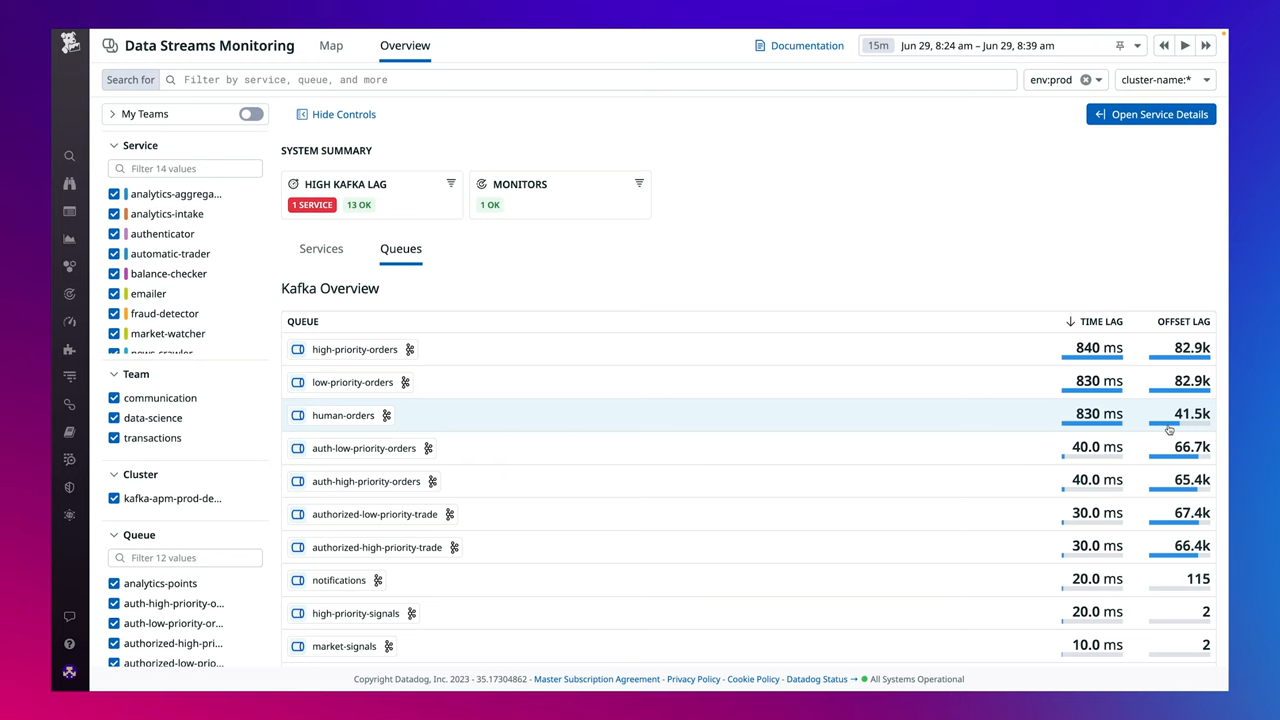 Data Streams Monitoring
Map
Overview
Documentation
15m
Jun 29, 8:24 am – Jun 29, 8:39 am
Search for
Filter by service, queue, and more
env:prod
cluster-name:*
My Teams
Hide Controls
Open Service Details
Service
Filter 14 values
analytics-aggrega...
analytics-intake
authenticator
automatic-trader
balance-checker
emailer
fraud-detector
market-watcher
news-crawler
Team
communication
data-science
transactions
Cluster
kafka-apm-prod-de...
Queue
Filter 12 values
analytics-points
auth-high-priority-o...
auth-low-priority-or...
authorized-high-pri...
authorized-low-prio...
SYSTEM SUMMARY
HIGH KAFKA LAG
1 SERVICE 13 OK
MONITORS
1 OK
Services
Queues
Kafka Overview
QUEUE TIME LAG OFFSET LAG
high-priority-orders 840 ms 82.9k
low-priority-orders 830 ms 82.9k
human-orders 830 ms 41.5k
auth-low-priority-orders 40.0 ms 66.7k
auth-high-priority-orders 40.0 ms 65.4k
authorized-low-priority-trade 30.0 ms 67.4k
authorized-high-priority-trade 30.0 ms 66.4k
notifications 20.0 ms 115
high-priority-signals 20.0 ms 2
market-signals 10.0 ms 2
Copyright Datadog, Inc. 2023 - 35.17304862 - Master Subscription Agreement - Privacy Policy - Cookie Policy - Datadog Status → All Systems Operational